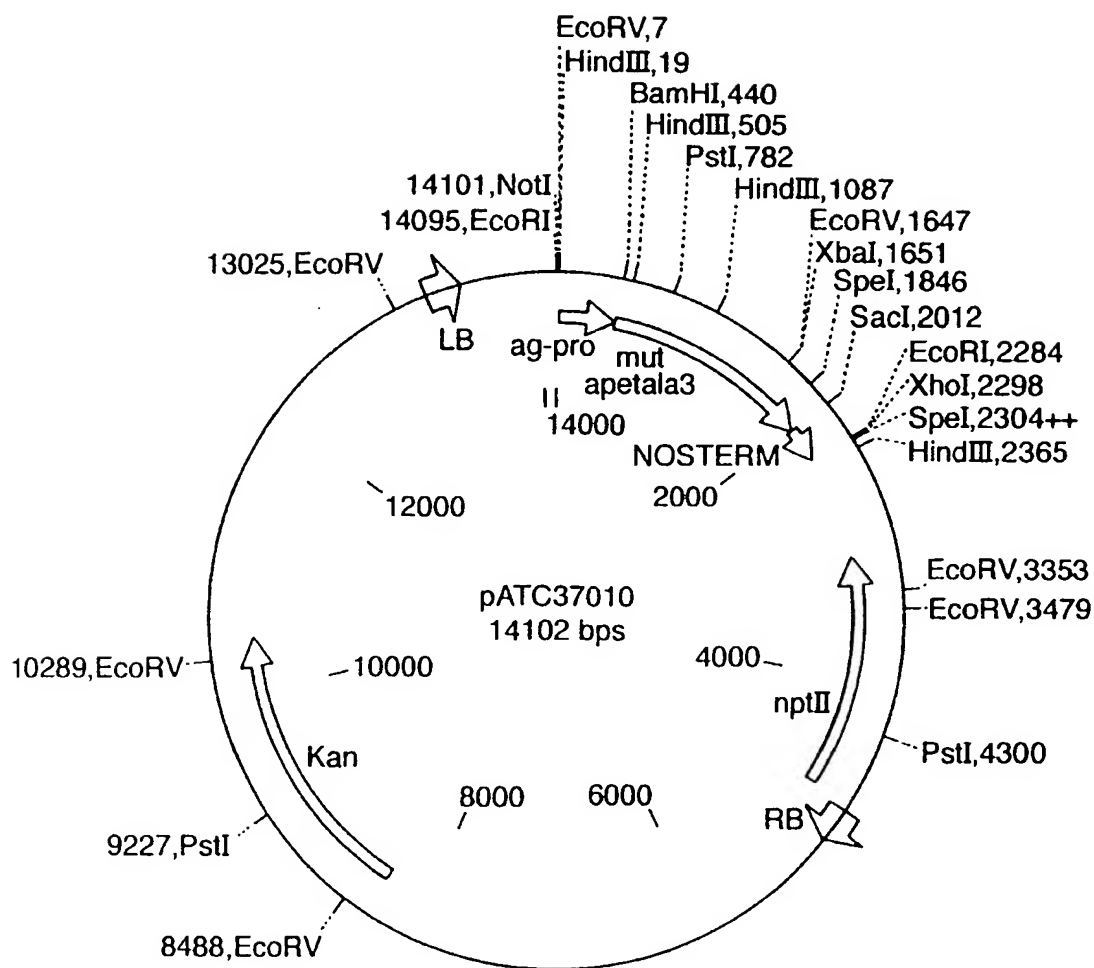 EcoRV,7
HindIII,19
BamHI,440
HindIII,505
PstI,782
14101,NotI
HindIII,1087
14095,EcoRI
EcoRV,1647
13025,EcoRV
XbaI,1651
SpeI,1846
SacI,2012
LB
ag-pro
mut
apetala3
EcoRI,2284
XhoI,2298
14000
SpeI,2304++
NOSTERM
HindIII,2365
12000
2000
EcoRV,3353
pATC37010
EcoRV,3479
14102 bps
10289,EcoRV
10000
4000
nptII
Kan
PstI,4300
8000
6000
RB
9227,PstI
8488,EcoRV